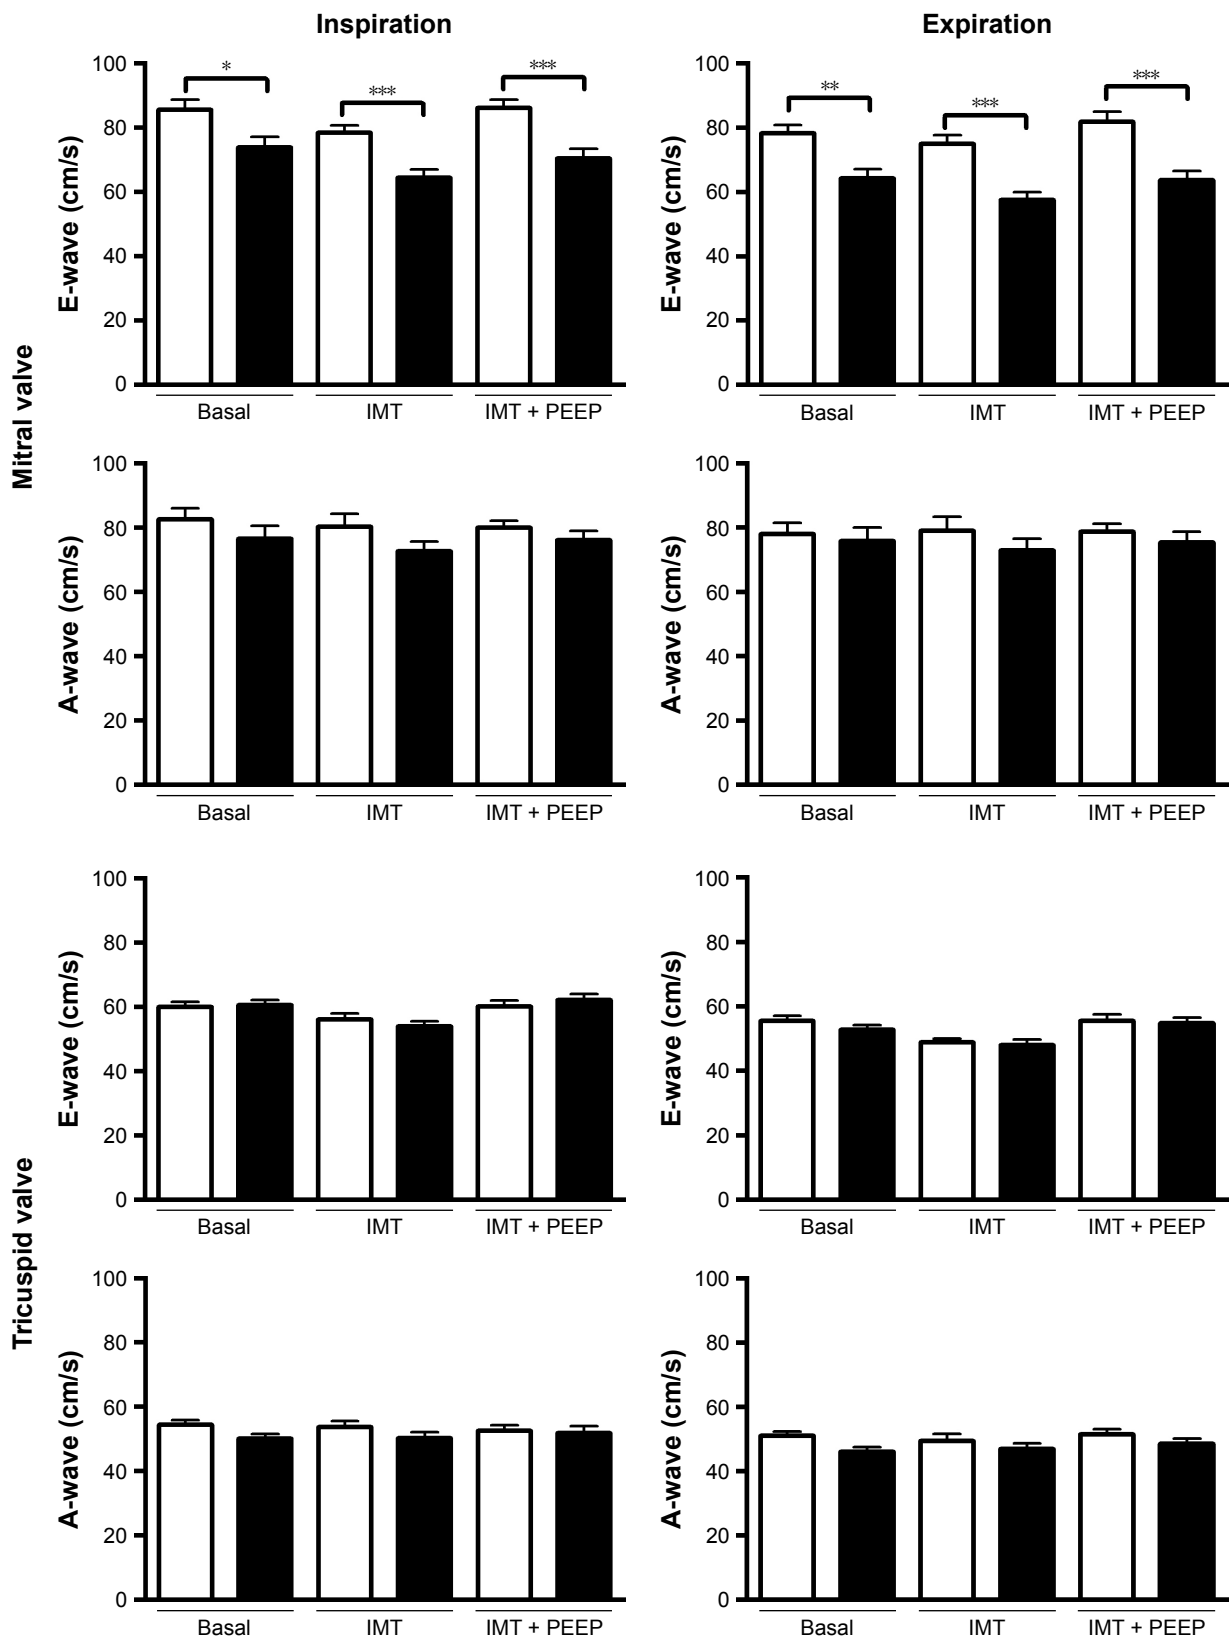 Inspiration
Expiration
Mitral valve
E-wave (cm/s)
100
80
60
40
20
0
*
***
***
Basal
IMT
IMT + PEEP
E-wave (cm/s)
100
80
60
40
20
0
**
***
***
Basal
IMT
IMT + PEEP
A-wave (cm/s)
100
80
60
40
20
0
Basal
IMT
IMT + PEEP
A-wave (cm/s)
100
80
60
40
20
0
Basal
IMT
IMT + PEEP
Tricuspid valve
E-wave (cm/s)
100
80
60
40
20
0
Basal
IMT
IMT + PEEP
E-wave (cm/s)
100
80
60
40
20
0
Basal
IMT
IMT + PEEP
A-wave (cm/s)
100
80
60
40
20
0
Basal
IMT
IMT + PEEP
A-wave (cm/s)
100
80
60
40
20
0
Basal
IMT
IMT + PEEP